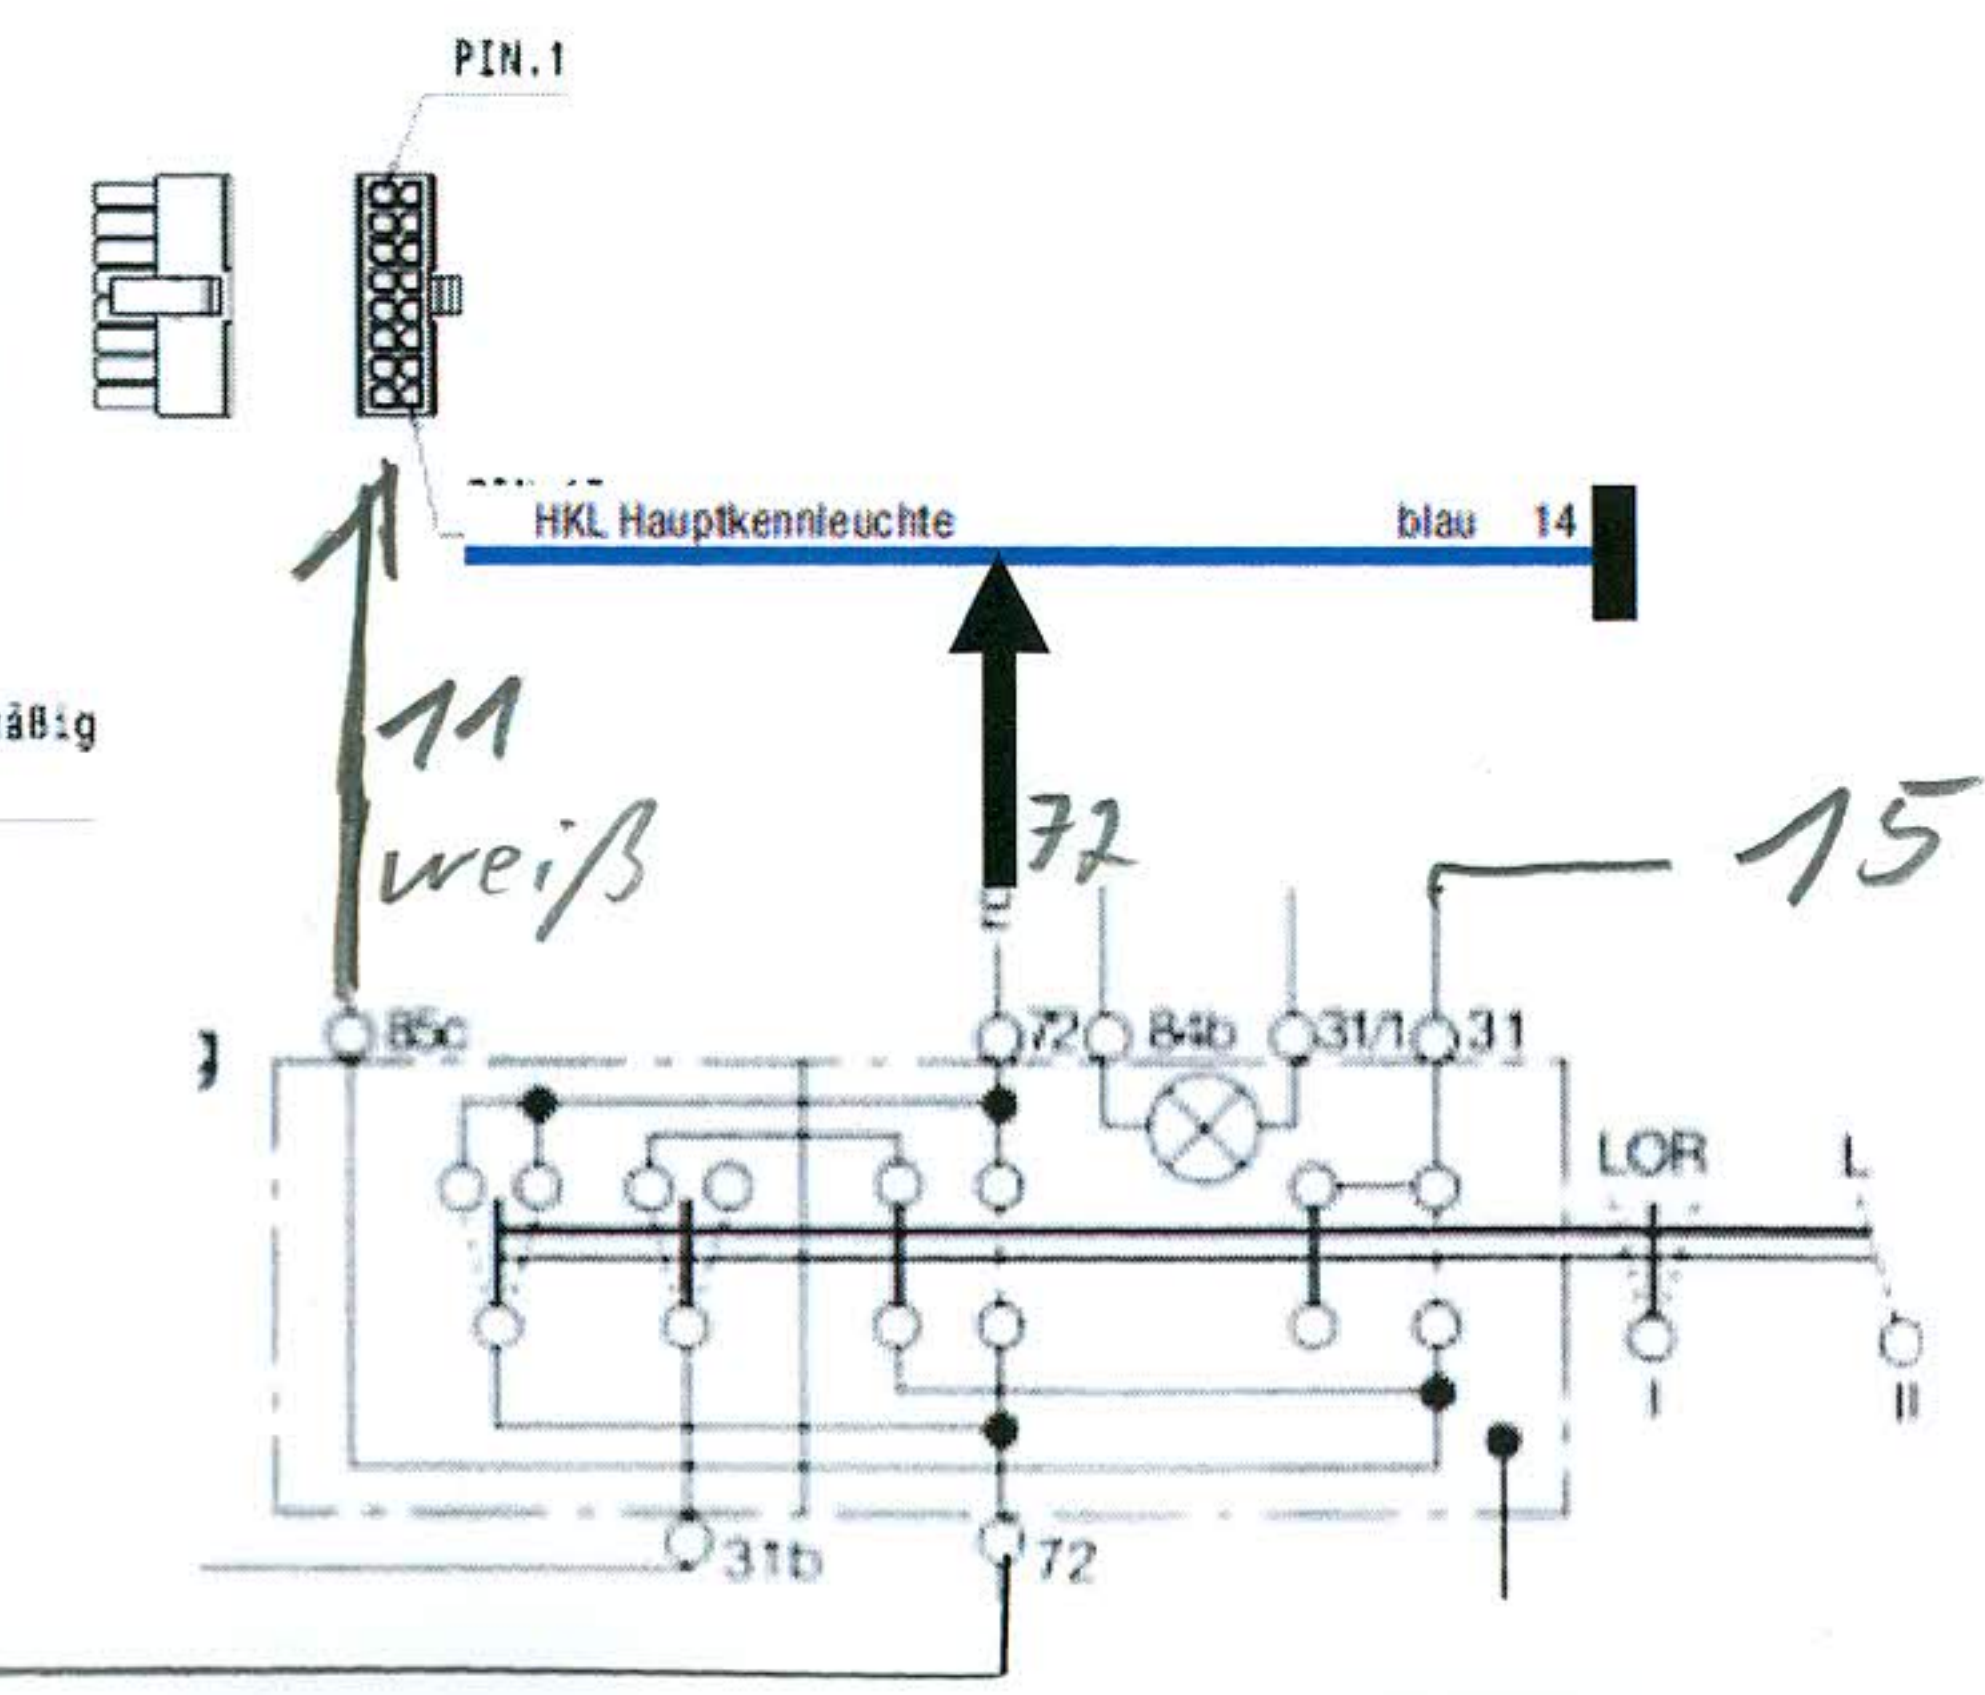 PIN.1
HKL Hauptkennleuchte blau 14
11
äßig
weiß
72
15
85c
72
84b
31/1
31
LOR
L
I
II
31b
72